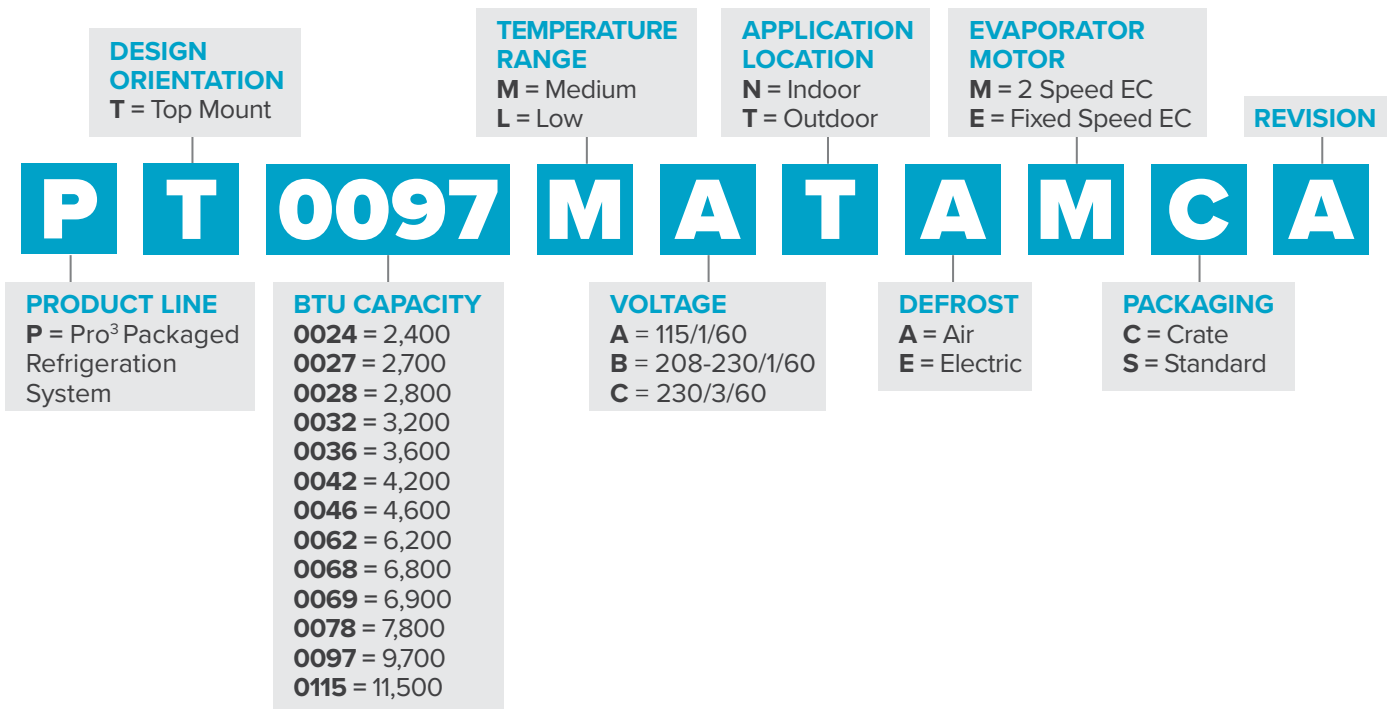 DESIGN
ORIENTATION
T = Top Mount
TEMPERATURE
RANGE
M = Medium
L = Low
APPLICATION
LOCATION
N = Indoor
T = Outdoor
EVAPORATOR
MOTOR
M = 2 Speed EC
E = Fixed Speed EC
REVISION
P T 0097 M A T A M C A
PRODUCT LINE
P = Pro³ Packaged
Refrigeration
System
BTU CAPACITY
0024 = 2,400
0027 = 2,700
0028 = 2,800
0032 = 3,200
0036 = 3,600
0042 = 4,200
0046 = 4,600
0062 = 6,200
0068 = 6,800
0069 = 6,900
0078 = 7,800
0097 = 9,700
0115 = 11,500
VOLTAGE
A = 115/1/60
B = 208-230/1/60
C = 230/3/60
DEFROST
A = Air
E = Electric
PACKAGING
C = Crate
S = Standard